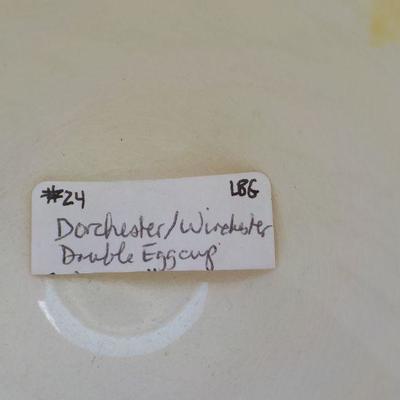 #24 LBG
Dorchester/Winchester
Double Eggcup